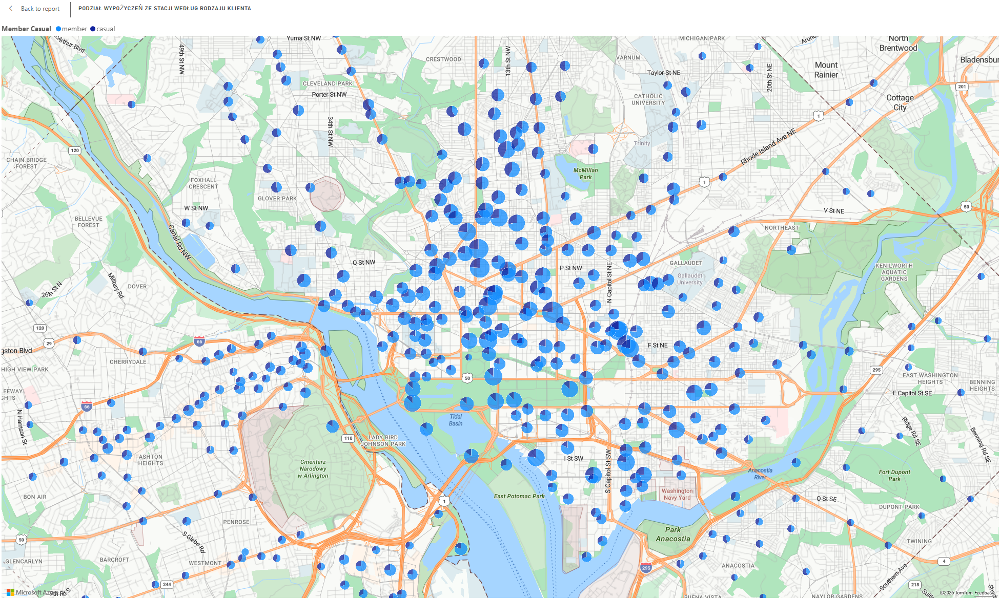 Back to report
PODZIAŁ WYPOŻYCZEŃ ZE STACJI WEDŁUG RODZAJU KLIENTA
Member Casual member casual
Yuma St NW
MICHIGAN PARK
North
Brentwood
49th St NW
13th St NW
CRESTWOOD
VARNUM
Mount
Rainier
20th St NE
Taylor St NE
CLEVELAND PARK
Porter St NW
CATHOLIC
UNIVERSITY
201
Cottage
City
1
34th St NW
Trinity
Rhode Island Ave NE
120
CHAIN BRIDGE
FOREST
McMillan
Park
FOXHALL
CRESCENT
1
GLOVER PARK
W St NW
V St NE
50
BELLEVUE
FOREST
NORTHEAST
Canal Rd NW
Q St NW
P St NW
GALLAUDET
Gallaudet
University
KENILWORTH
AQUATIC
GARDENS
N Capitol St NE
Military Rd
DOVER
26th St N
120
29
66
F St NE
CHERRYDALE
HIGH VIEW PARK
295
50
EAST WASHINGTON
HEIGHTS
BENNING
HEIGHTS
E Capitol St SE
66
N Harrison St
Tidal
Basin
Ridge Rd SE
Benning Rd SE
110
LADY BIRD
JOHNSON PARK
ASHTON
HEIGHTS
I St SW
S Capitol St SW
Cmentarz
Narodowy
w Arlington
Anacostia
River
Fort Dupont
Park
BON AIR
East Potomac Park
Washington
Navy Yard
O St SE
1
DUPONT PARK
PENROSE
Park
Anacostia
50
S Glebe Rd
TWINING
GLENCARLYN
BARCROFT
WESTMONT
295
ANACOSTIA
4
Southern Ave
244
218
Microsoft
7th Rd S
BUENA VISTA
NAYLOR GARDENS
©2026 TomTom Feedback